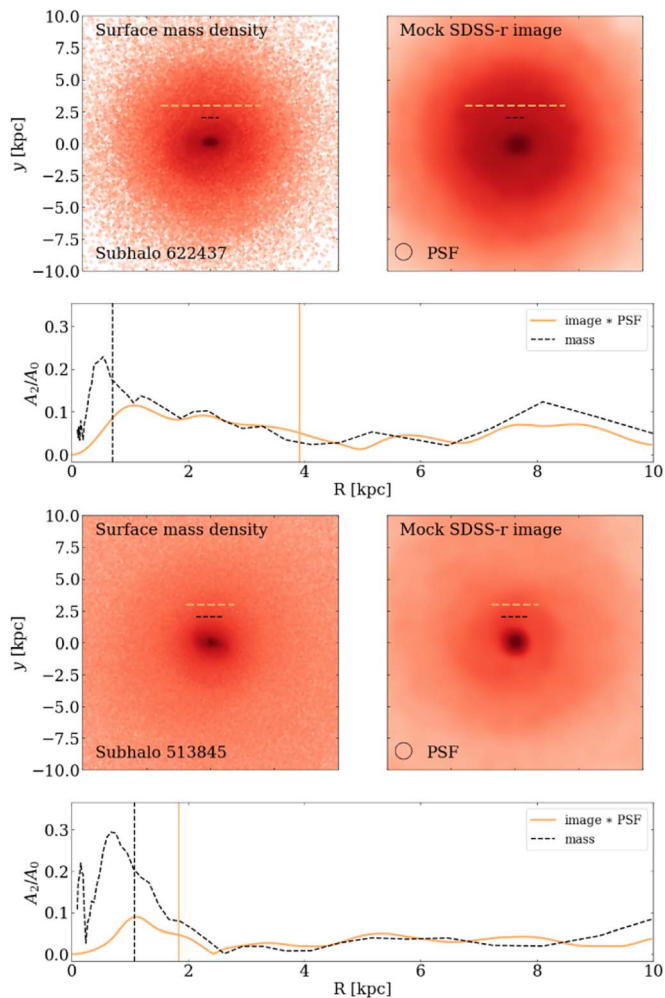 Surface mass density
Mock SDSS-r image
10.0
7.5
5.0
2.5
0.0
−2.5
−5.0
−7.5
−10.0
y [kpc]
Subhalo 622437
PSF
0.3
0.2
0.1
0.0
A₂/A₀
image ∗ PSF
mass
0 2 4 6 8 10
R [kpc]
Surface mass density
Mock SDSS-r image
10.0
7.5
5.0
2.5
0.0
−2.5
−5.0
−7.5
−10.0
y [kpc]
Subhalo 513845
PSF
0.3
0.2
0.1
0.0
A₂/A₀
image ∗ PSF
mass
0 2 4 6 8 10
R [kpc]